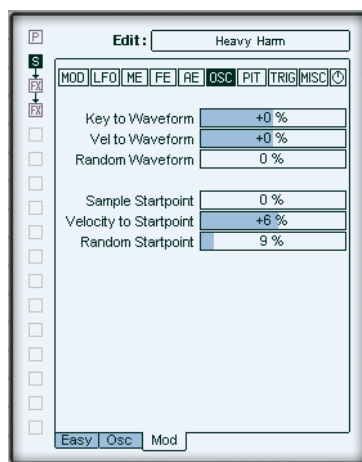 P
Edit: Heavy Harm
S
FX
FX
MOD LFO ME FE AE OSC PIT TRIG MISC
Key to Waveform +0 %
Vel to Waveform +0 %
Random Waveform 0 %
Sample Startpoint 0 %
Velocity to Startpoint +6 %
Random Startpoint 9 %
Easy Osc Mod